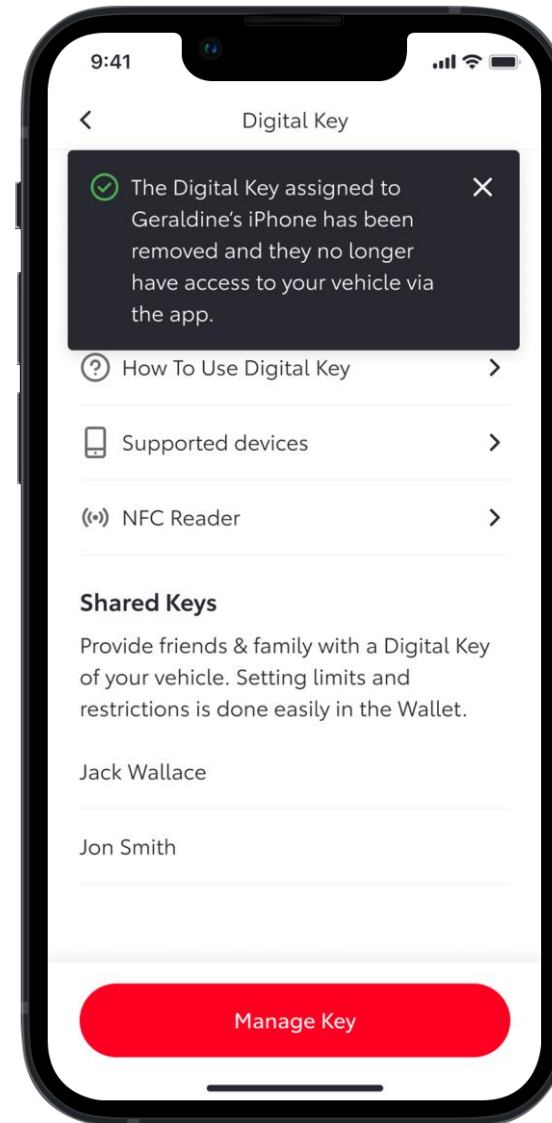 9:41
Digital Key
The Digital Key assigned to
Geraldine’s iPhone has been
removed and they no longer
have access to your vehicle via
the app.
How To Use Digital Key
Supported devices
NFC Reader
Shared Keys
Provide friends & family with a Digital Key
of your vehicle. Setting limits and
restrictions is done easily in the Wallet.
Jack Wallace
Jon Smith
Manage Key